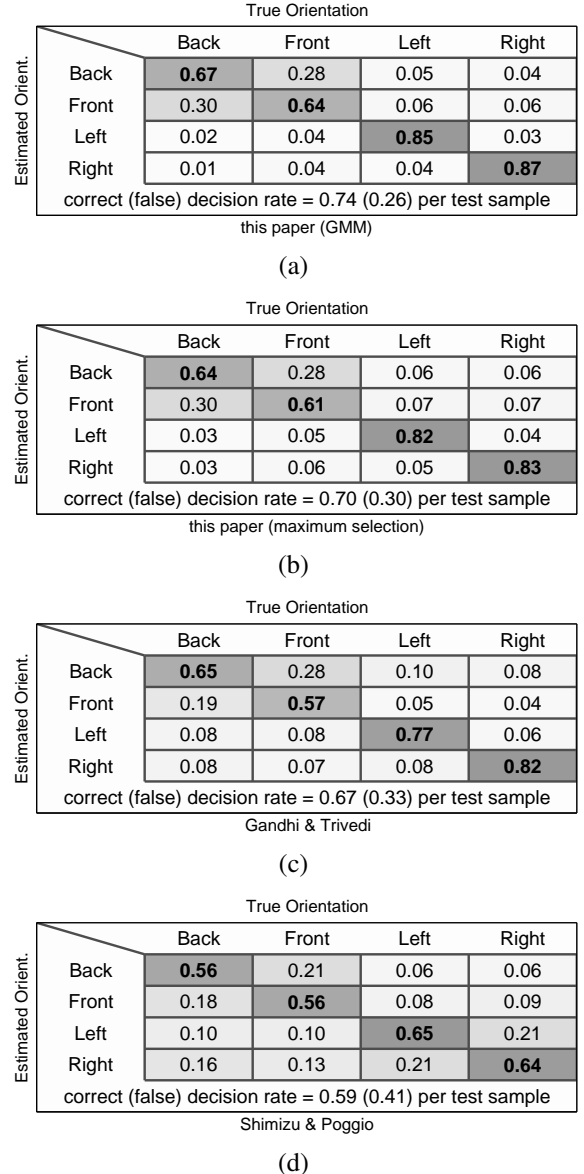 True Orientation
Estimated Orient.
Back Front Left Right
Back 0.67 0.28 0.05 0.04
Front 0.30 0.64 0.06 0.06
Left 0.02 0.04 0.85 0.03
Right 0.01 0.04 0.04 0.87
correct (false) decision rate = 0.74 (0.26) per test sample
this paper (GMM)
(a)
True Orientation
Estimated Orient.
Back Front Left Right
Back 0.64 0.28 0.06 0.06
Front 0.30 0.61 0.07 0.07
Left 0.03 0.05 0.82 0.04
Right 0.03 0.06 0.05 0.83
correct (false) decision rate = 0.70 (0.30) per test sample
this paper (maximum selection)
(b)
True Orientation
Estimated Orient.
Back Front Left Right
Back 0.65 0.28 0.10 0.08
Front 0.19 0.57 0.05 0.04
Left 0.08 0.08 0.77 0.06
Right 0.08 0.07 0.08 0.82
correct (false) decision rate = 0.67 (0.33) per test sample
Gandhi & Trivedi
(c)
True Orientation
Estimated Orient.
Back Front Left Right
Back 0.56 0.21 0.06 0.06
Front 0.18 0.56 0.08 0.09
Left 0.10 0.10 0.65 0.21
Right 0.16 0.13 0.21 0.64
correct (false) decision rate = 0.59 (0.41) per test sample
Shimizu & Poggio
(d)